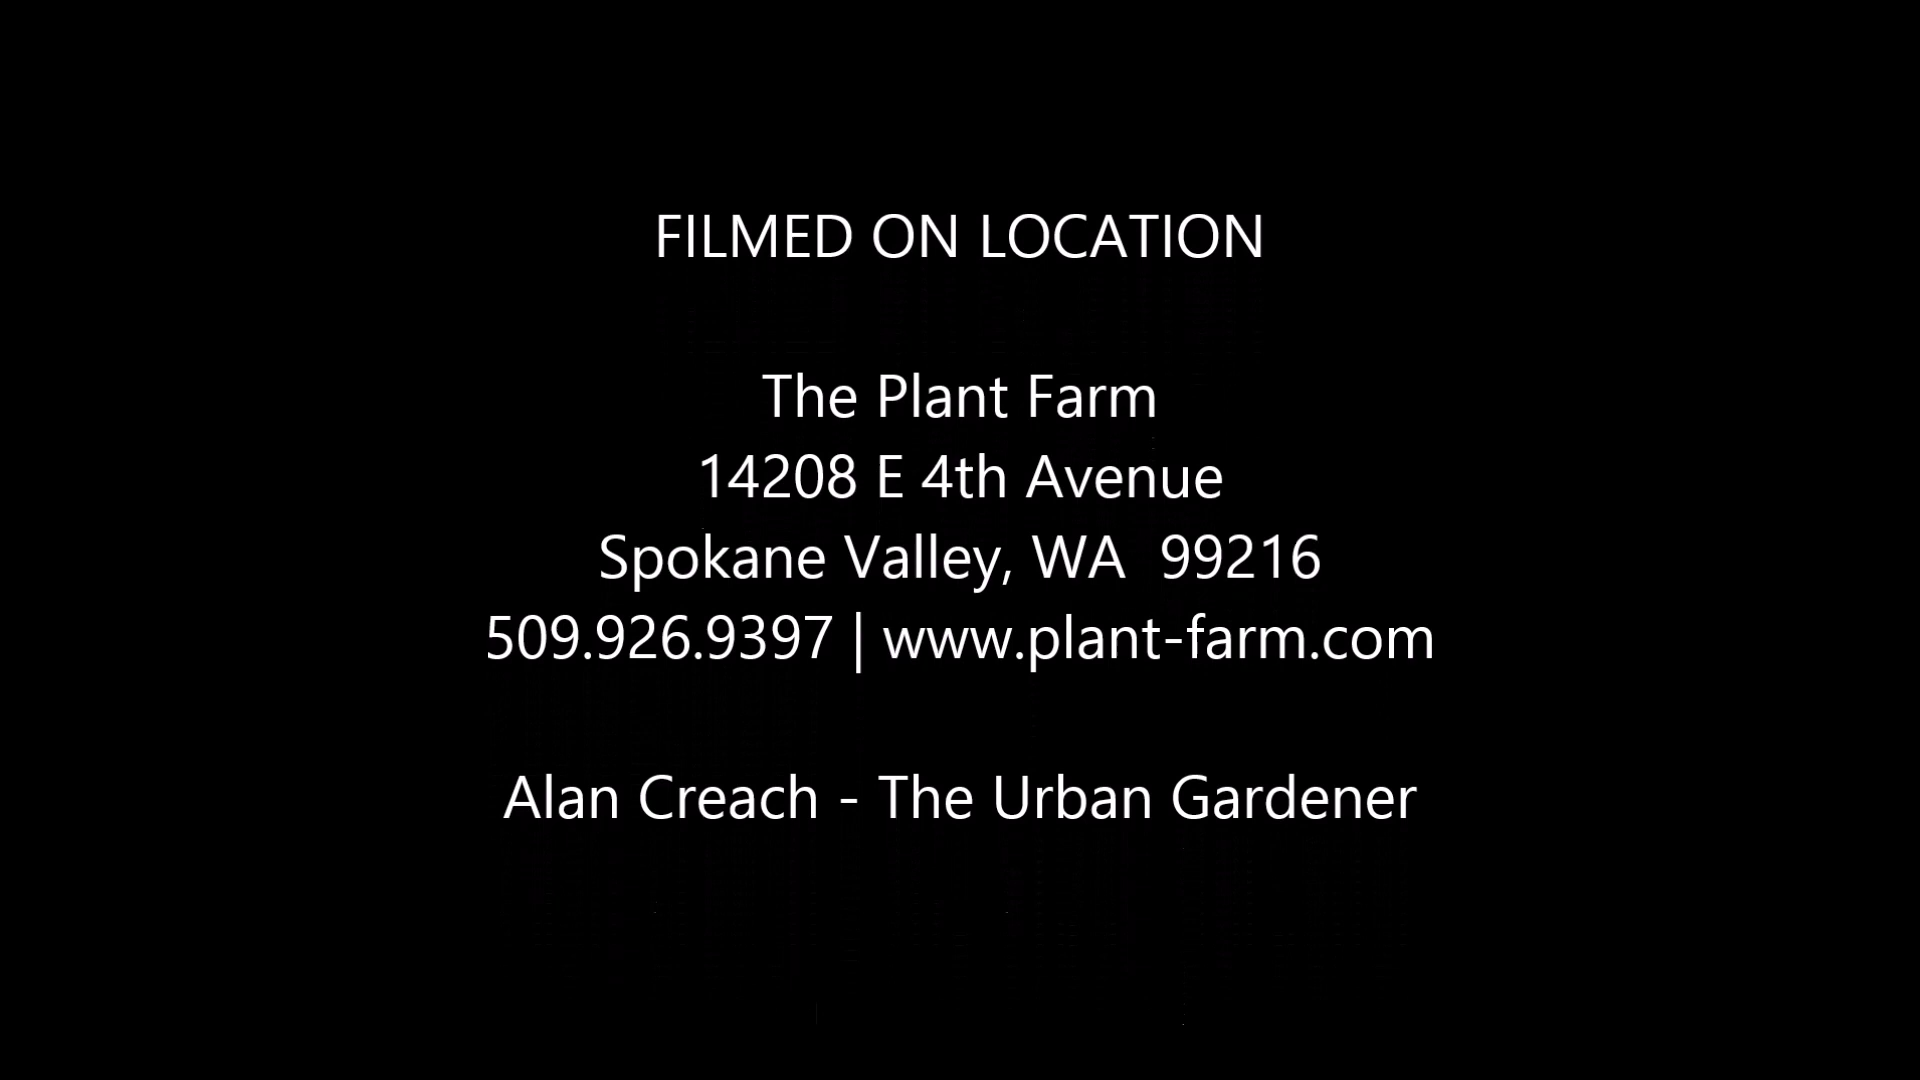 FILMED ON LOCATION
The Plant Farm
14208 E 4th Avenue
Spokane Valley, WA  99216
509.926.9397 | www.plant-farm.com
Alan Creach - The Urban Gardener